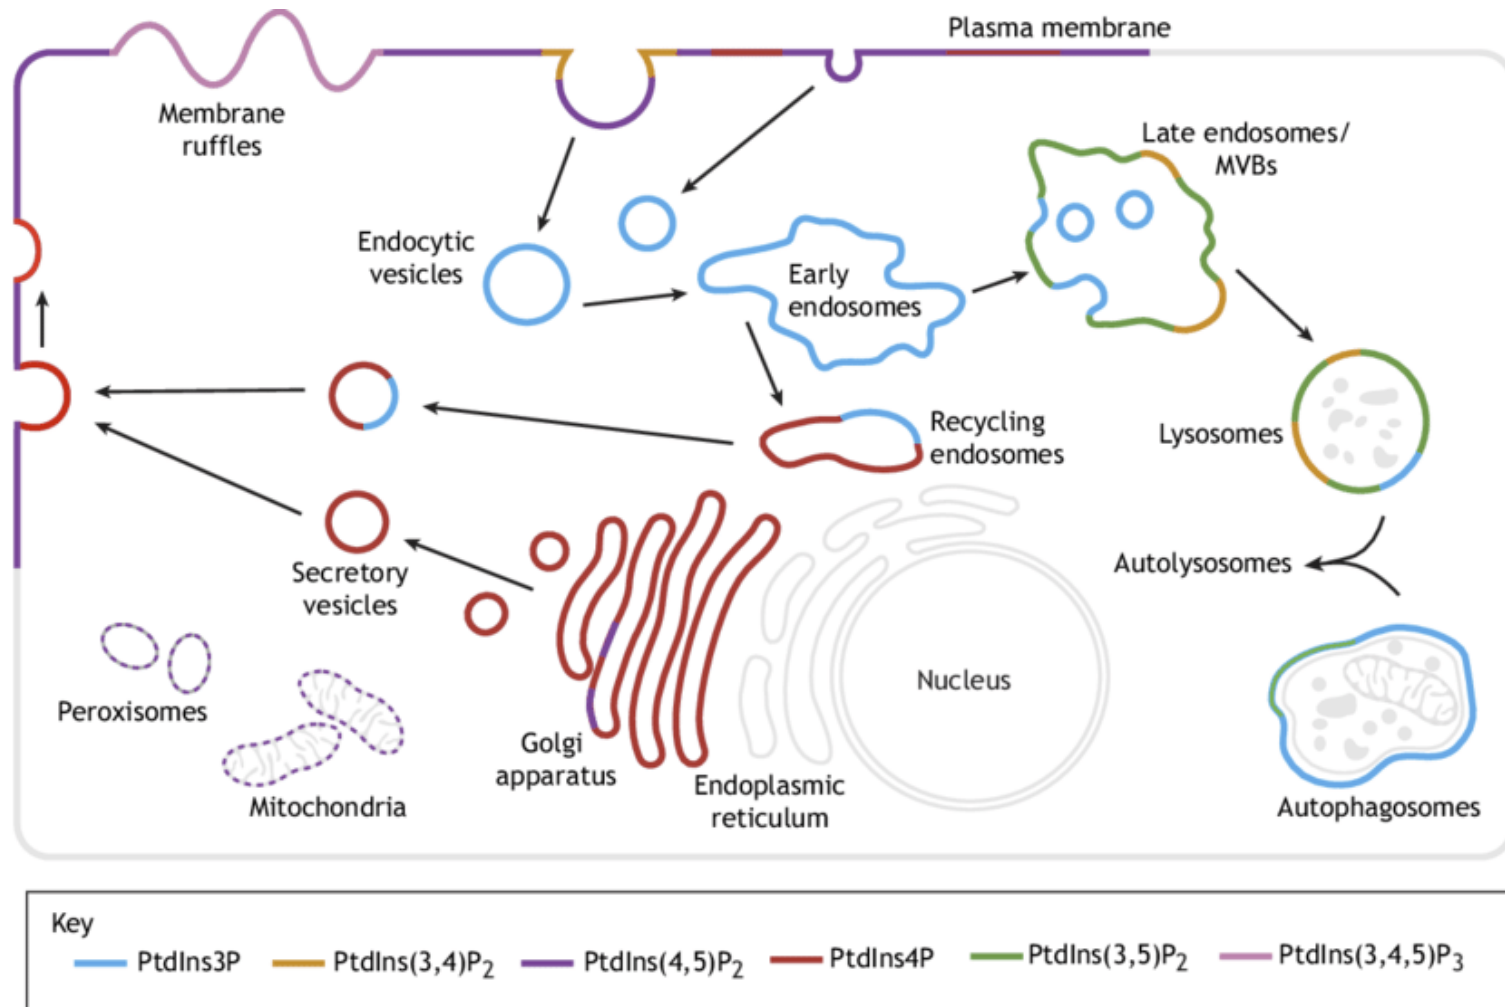 Plasma membrane
Membrane
ruffles
Late endosomes/
MVBs
Endocytic
vesicles
Early
endosomes
Recycling
endosomes
Lysosomes
Secretory
vesicles
Autolysosomes
Peroxisomes
Nucleus
Golgi
apparatus
Mitochondria
Endoplasmic
reticulum
Autophagosomes
Key
PtdIns3P
PtdIns(3,4)P₂
PtdIns(4,5)P₂
PtdIns4P
PtdIns(3,5)P₂
PtdIns(3,4,5)P₃